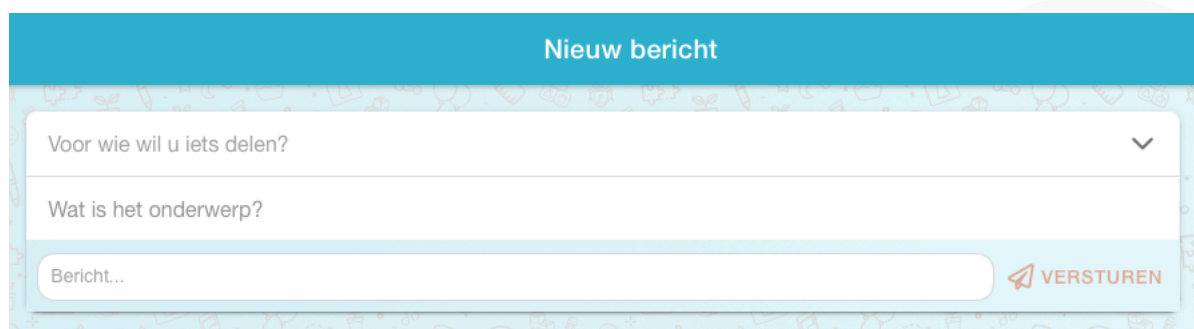 Nieuw bericht
Voor wie wil u iets delen?
Wat is het onderwerp?
Bericht...
VERSTUREN